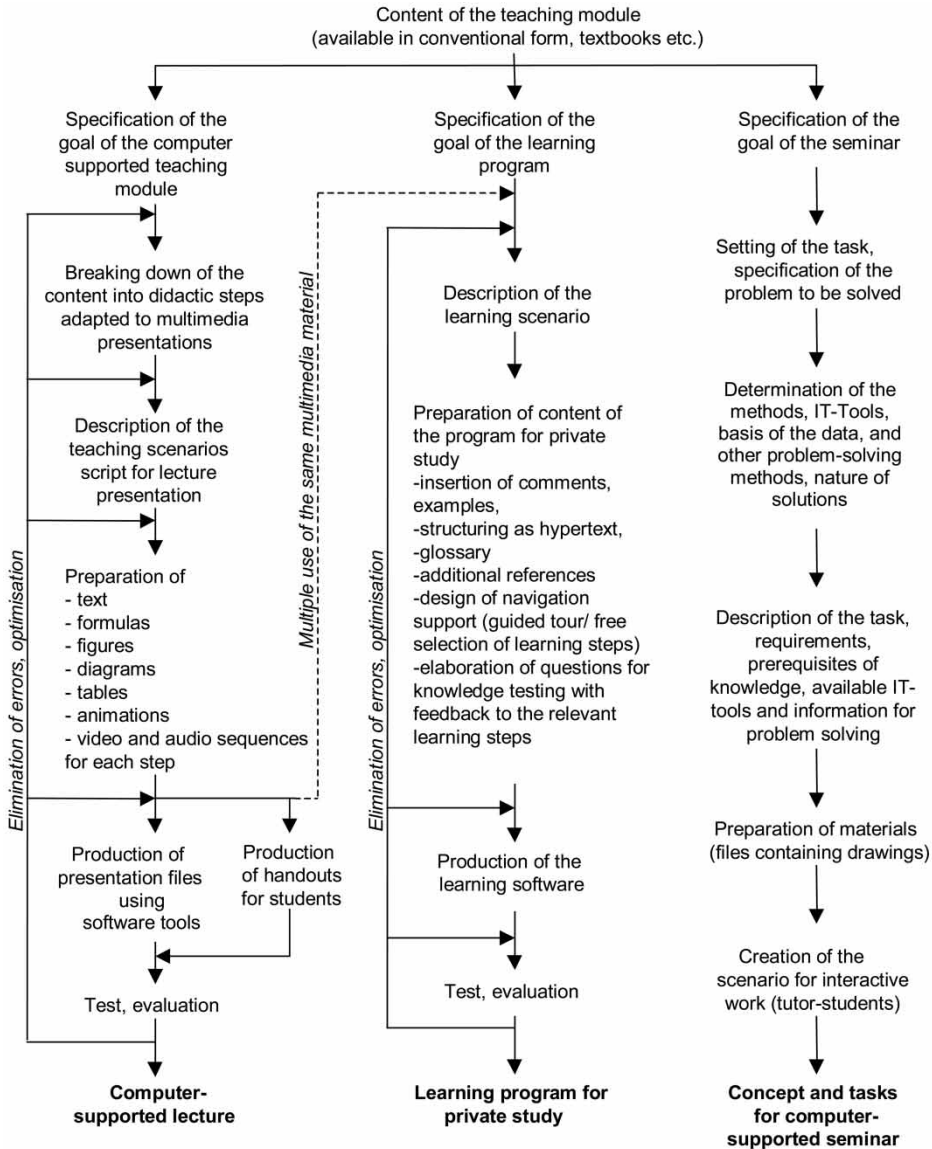 Content of the teaching module
(available in conventional form, textbooks etc.)
Specification of the
goal of the computer
supported teaching
module
Breaking down of the
content into didactic steps
adapted to multimedia
presentations
Description of the
teaching scenarios
script for lecture
presentation
Preparation of
- text
- formulas
- figures
- diagrams
- tables
- animations
- video and audio sequences
for each step
Elimination of errors, optimisation
Production of
presentation files
using
software tools
Production
of handouts
for students
Test, evaluation
Computer-
supported lecture
Multiple use of the same multimedia material
Specification of the
goal of the learning
program
Description of the
learning scenario
Preparation of content of
the program for private
study
-insertion of comments,
examples,
-structuring as hypertext,
-glossary
-additional references
-design of navigation
support (guided tour/ free
selection of learning steps)
-elaboration of questions for
knowledge testing with
feedback to the relevant
learning steps
Elimination of errors, optimisation
Production of the
learning software
Test, evaluation
Learning program for
private study
Specification of the
goal of the seminar
Setting of the task,
specification of the
problem to be solved
Determination of the
methods, IT-Tools,
basis of the data, and
other problem-solving
methods, nature of
solutions
Description of the task,
requirements,
prerequisites of
knowledge, available IT-
tools and information for
problem solving
Preparation of materials
(files containing drawings)
Creation of the
scenario for interactive
work (tutor-students)
Concept and tasks
for computer-
supported seminar